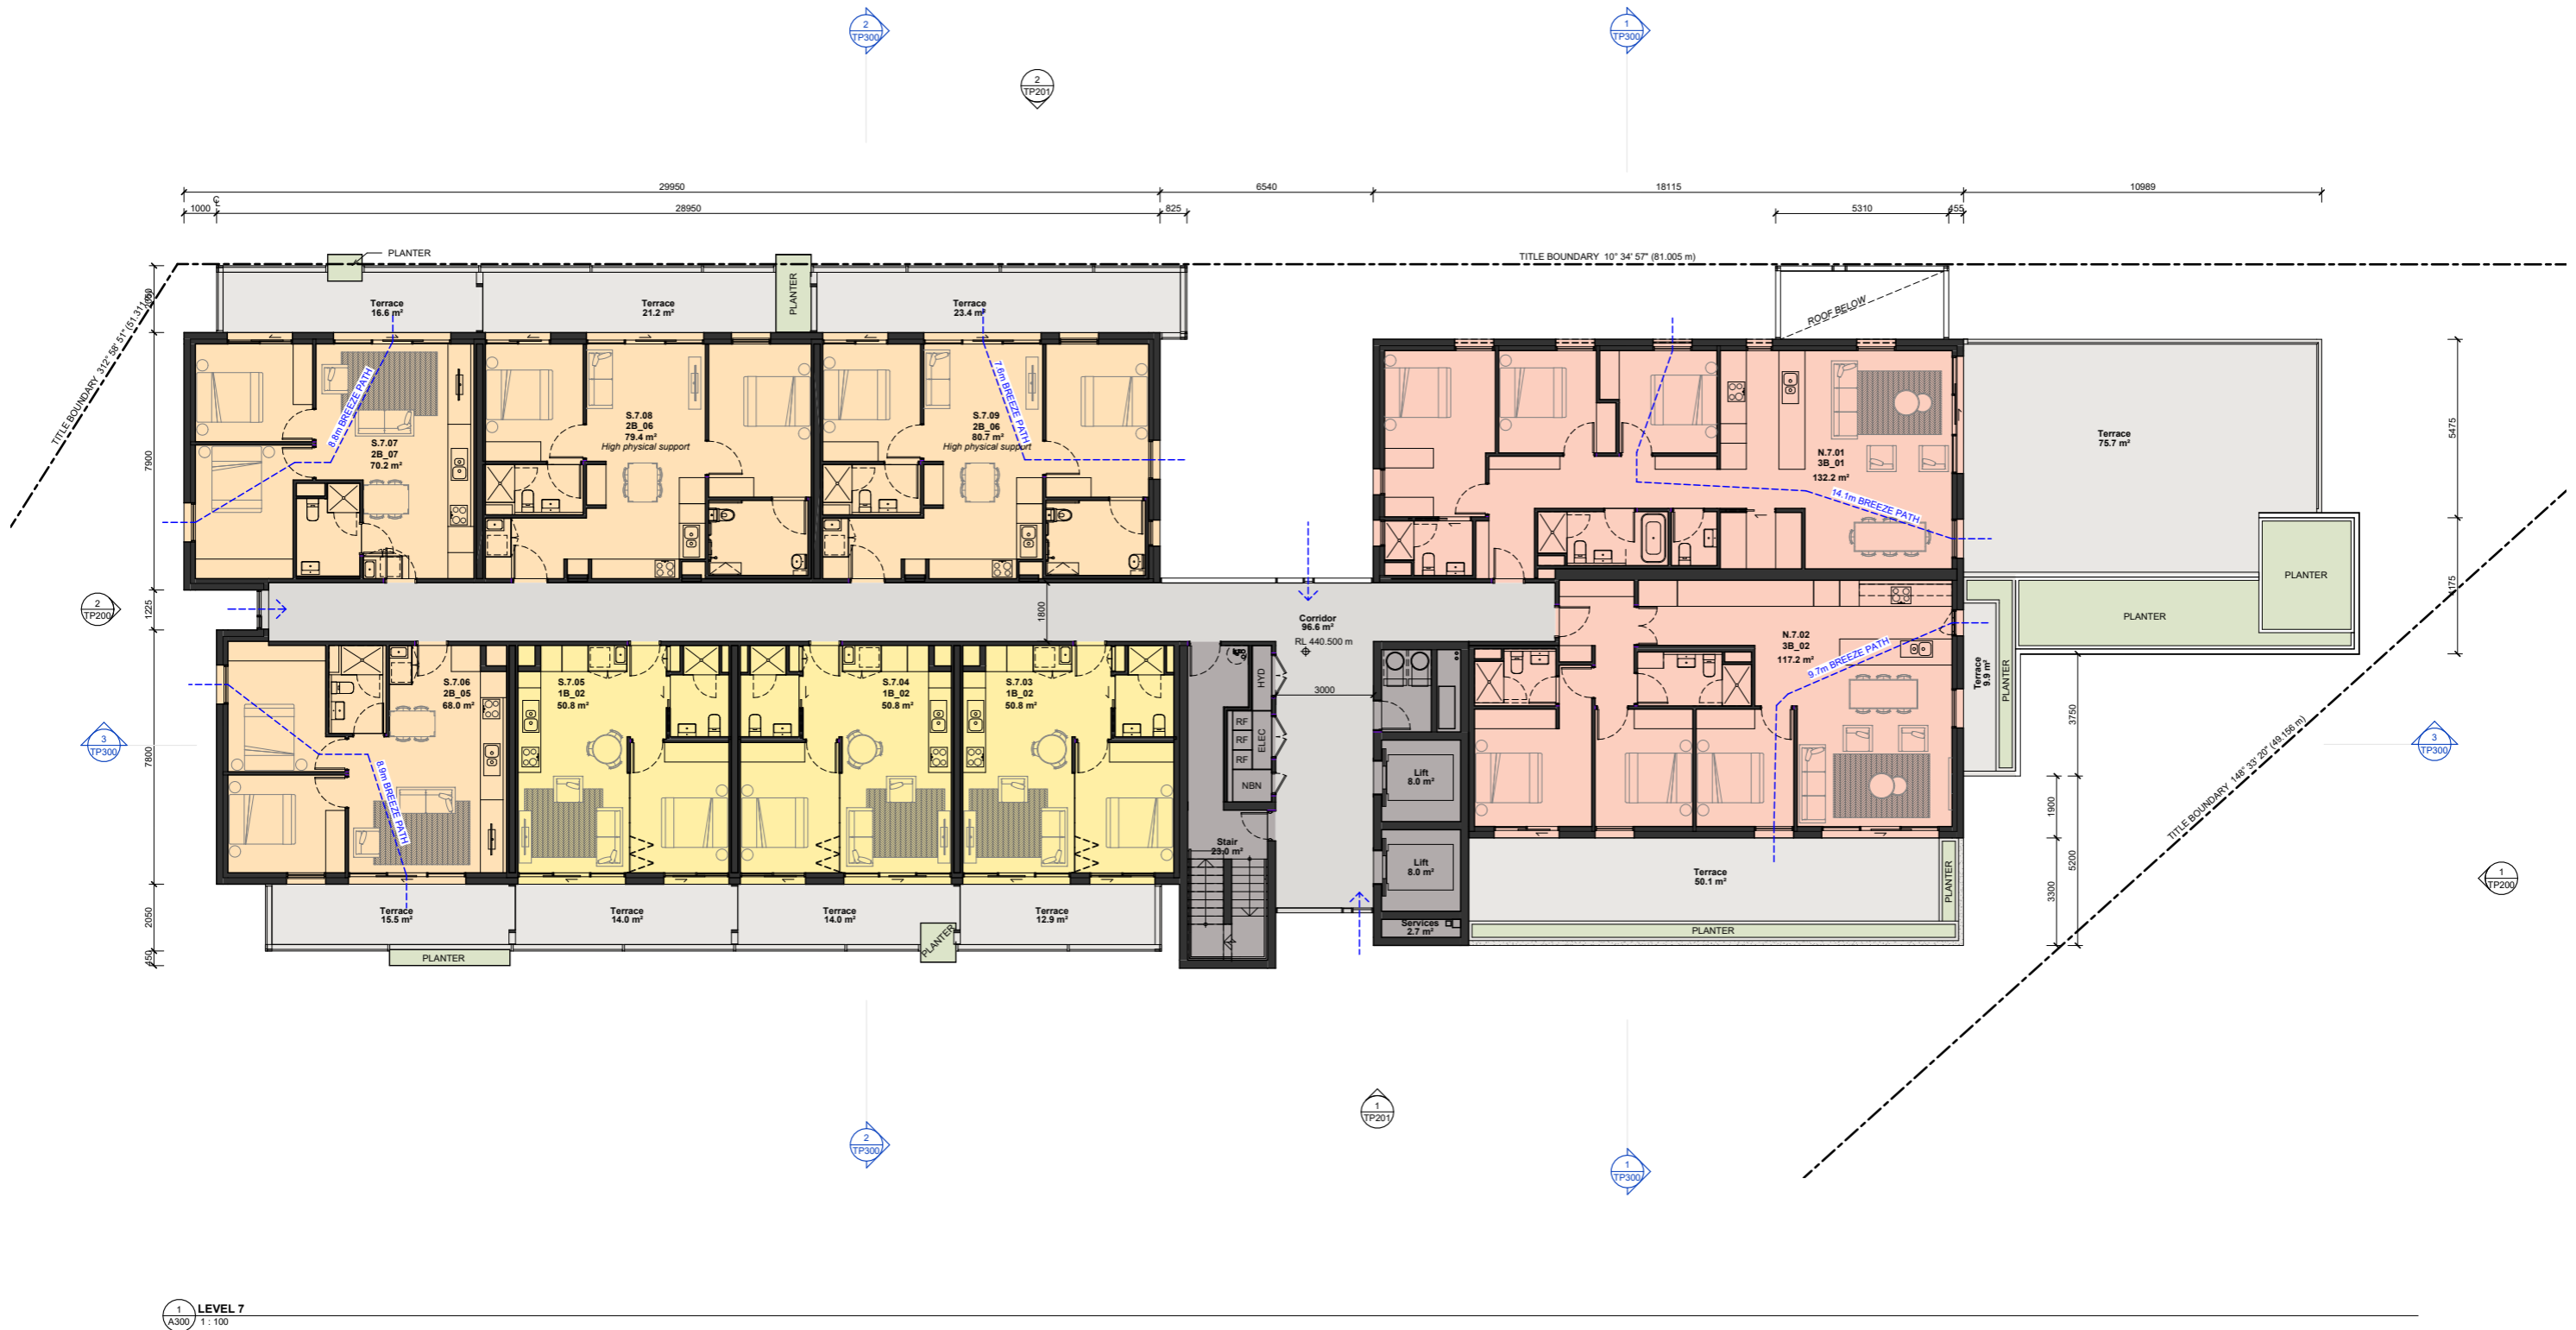 2
TP300
1
TP300
2
TP201
29950
6540
18115
10989
1000
28950
825
5310
455
PLANTER
TITLE BOUNDARY 10° 34' 57" (81.005 m)
TITLE BOUNDARY 312° 58' 51" (51.311 m)
PLANTER
Terrace
16.6 m²
Terrace
21.2 m²
Terrace
23.4 m²
ROOF BELOW
7900
S.7.07
2B_07
70.2 m²
8.8m BREEZE PATH
S.7.08
2B_06
79.4 m²
High physical support
S.7.09
2B_06
80.7 m²
High physical support
7.6m BREEZE PATH
N.7.01
3B_01
132.2 m²
14.1m BREEZE PATH
Terrace
75.7 m²
5475
4175
PLANTER
PLANTER
2
TP200
1225
1800
Corridor
96.6 m²
RL 440.500 m
3000
N.7.02
3B_02
117.2 m²
9.7m BREEZE PATH
Terrace
9.9 m²
PLANTER
3750
1900
5200
3300
TITLE BOUNDARY 148° 33' 20" (49.156 m)
3
TP300
7800
S.7.06
2B_05
68.0 m²
8.9m BREEZE PATH
S.7.05
1B_02
50.8 m²
S.7.04
1B_02
50.8 m²
S.7.03
1B_02
50.8 m²
HYD
RF
RF
RF
ELEC
NBN
Stair
23.0 m²
Lift
8.0 m²
Lift
8.0 m²
Services
2.7 m²
3
TP300
1
TP200
Terrace
50.1 m²
PLANTER
PLANTER
2050
450
Terrace
15.5 m²
Terrace
14.0 m²
Terrace
14.0 m²
Terrace
12.9 m²
PLANTER
PLANTER
1
TP201
2
TP300
1
TP300
1
A300
LEVEL 7
1 : 100